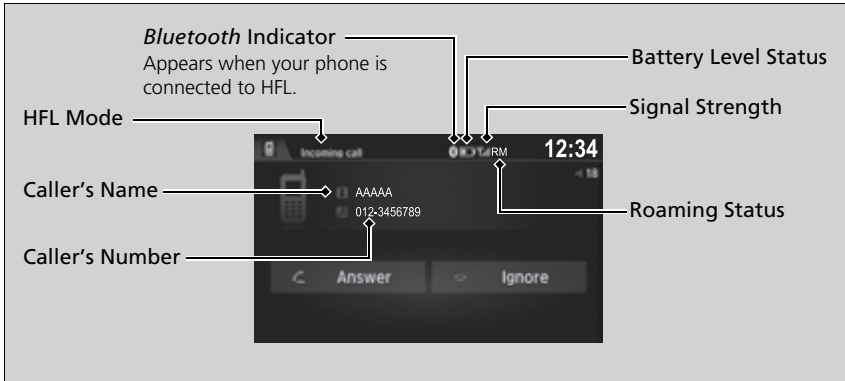 Bluetooth Indicator
Appears when your phone is
connected to HFL.
Battery Level Status
Signal Strength
HFL Mode
Incoming call
RM
12:34
18
Caller's Name
AAAAA
012-3456789
Roaming Status
Caller's Number
Answer
Ignore